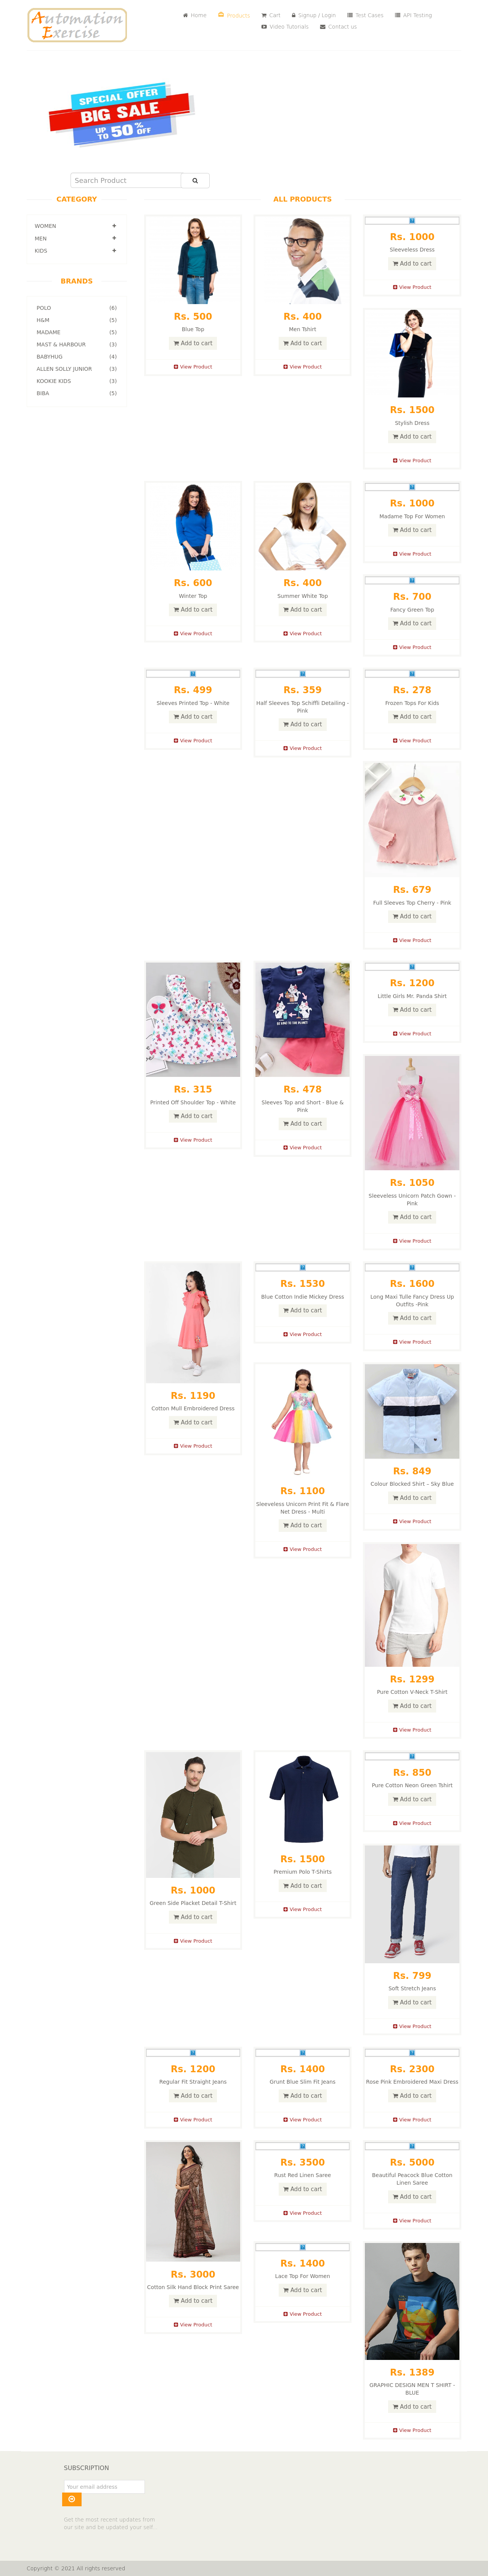 Automation
Exercise
Home
Products
Cart
Signup / Login
Test Cases
API Testing
Video Tutorials
Contact us
SPECIAL OFFER
BIG SALE
UP TO 50% OFF
Search Product
CATEGORY
WOMEN
MEN
KIDS
BRANDS
POLO (6)
H&M (5)
MADAME (5)
MAST & HARBOUR (3)
BABYHUG (4)
ALLEN SOLLY JUNIOR (3)
KOOKIE KIDS (3)
BIBA (5)
ALL PRODUCTS
Rs. 500
Blue Top
Add to cart
View Product
Rs. 400
Men Tshirt
Add to cart
View Product
Rs. 1000
Sleeveless Dress
Add to cart
View Product
Rs. 1500
Stylish Dress
Add to cart
View Product
Rs. 600
Winter Top
Add to cart
View Product
Rs. 400
Summer White Top
Add to cart
View Product
Rs. 1000
Madame Top For Women
Add to cart
View Product
Rs. 700
Fancy Green Top
Add to cart
View Product
Rs. 499
Sleeves Printed Top - White
Add to cart
View Product
Rs. 359
Half Sleeves Top Schiffli Detailing -
Pink
Add to cart
View Product
Rs. 278
Frozen Tops For Kids
Add to cart
View Product
Rs. 679
Full Sleeves Top Cherry - Pink
Add to cart
View Product
Rs. 315
Printed Off Shoulder Top - White
Add to cart
View Product
Rs. 478
Sleeves Top and Short - Blue &
Pink
Add to cart
View Product
Rs. 1200
Little Girls Mr. Panda Shirt
Add to cart
View Product
Rs. 1050
Sleeveless Unicorn Patch Gown -
Pink
Add to cart
View Product
Rs. 1190
Cotton Mull Embroidered Dress
Add to cart
View Product
Rs. 1530
Blue Cotton Indie Mickey Dress
Add to cart
View Product
Rs. 1600
Long Maxi Tulle Fancy Dress Up
Outfits -Pink
Add to cart
View Product
Rs. 1100
Sleeveless Unicorn Print Fit & Flare
Net Dress - Multi
Add to cart
View Product
Rs. 849
Colour Blocked Shirt – Sky Blue
Add to cart
View Product
Rs. 1299
Pure Cotton V-Neck T-Shirt
Add to cart
View Product
Rs. 1000
Green Side Placket Detail T-Shirt
Add to cart
View Product
Rs. 1500
Premium Polo T-Shirts
Add to cart
View Product
Rs. 850
Pure Cotton Neon Green Tshirt
Add to cart
View Product
Rs. 799
Soft Stretch Jeans
Add to cart
View Product
Rs. 1200
Regular Fit Straight Jeans
Add to cart
View Product
Rs. 1400
Grunt Blue Slim Fit Jeans
Add to cart
View Product
Rs. 2300
Rose Pink Embroidered Maxi Dress
Add to cart
View Product
Rs. 3000
Cotton Silk Hand Block Print Saree
Add to cart
View Product
Rs. 3500
Rust Red Linen Saree
Add to cart
View Product
Rs. 5000
Beautiful Peacock Blue Cotton
Linen Saree
Add to cart
View Product
Rs. 1400
Lace Top For Women
Add to cart
View Product
Rs. 1389
GRAPHIC DESIGN MEN T SHIRT -
BLUE
Add to cart
View Product
SUBSCRIPTION
Your email address
Get the most recent updates from
our site and be updated your self...
Copyright © 2021 All rights reserved